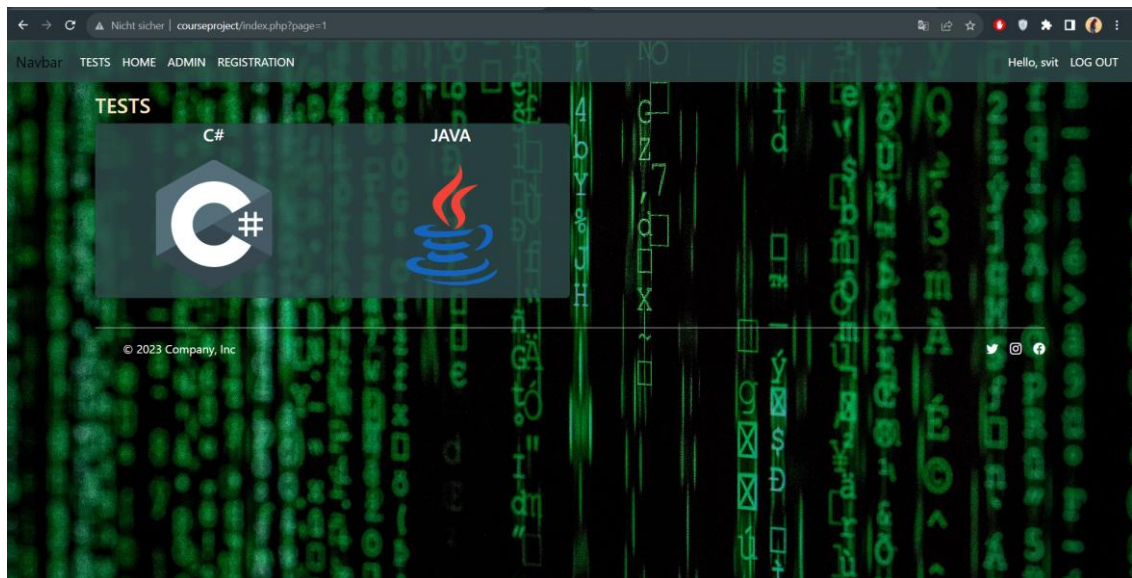 Nicht sicher | courseproject/index.php?page=1
Navbar TESTS HOME ADMIN REGISTRATION Hello, svit LOG OUT
TESTS
C# JAVA
C#
© 2023 Company, Inc